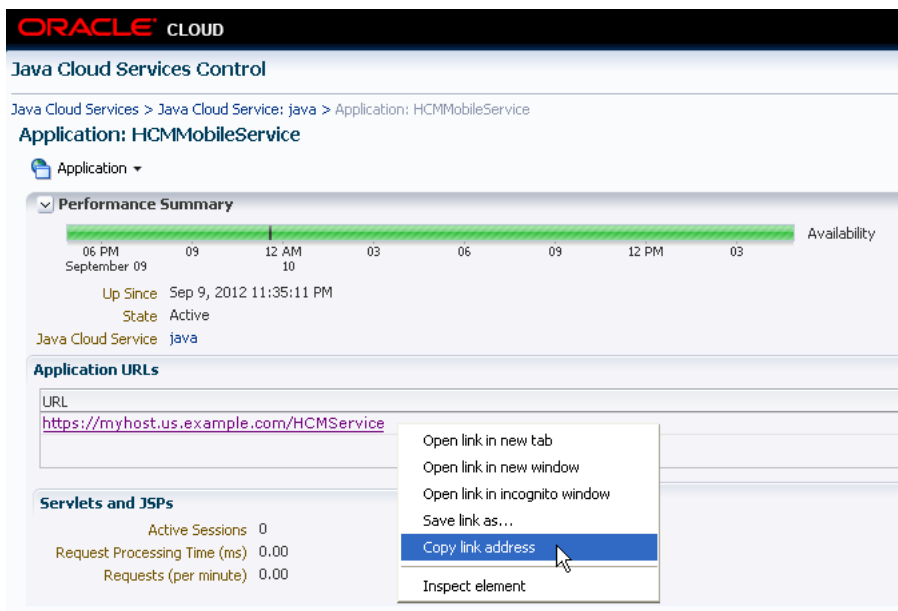 ORACLE® CLOUD
Java Cloud Services Control
Java Cloud Services > Java Cloud Service: java > Application: HCMMobileService
Application: HCMMobileService
Application
Performance Summary
Availability
06 PM 09 12 AM 03 06 09 12 PM 03
September 09 10
Up Since Sep 9, 2012 11:35:11 PM
State Active
Java Cloud Service java
Application URLs
URL
https://myhost.us.example.com/HCMService
Open link in new tab
Open link in new window
Open link in incognito window
Save link as...
Copy link address
Inspect element
Servlets and JSPs
Active Sessions 0
Request Processing Time (ms) 0.00
Requests (per minute) 0.00